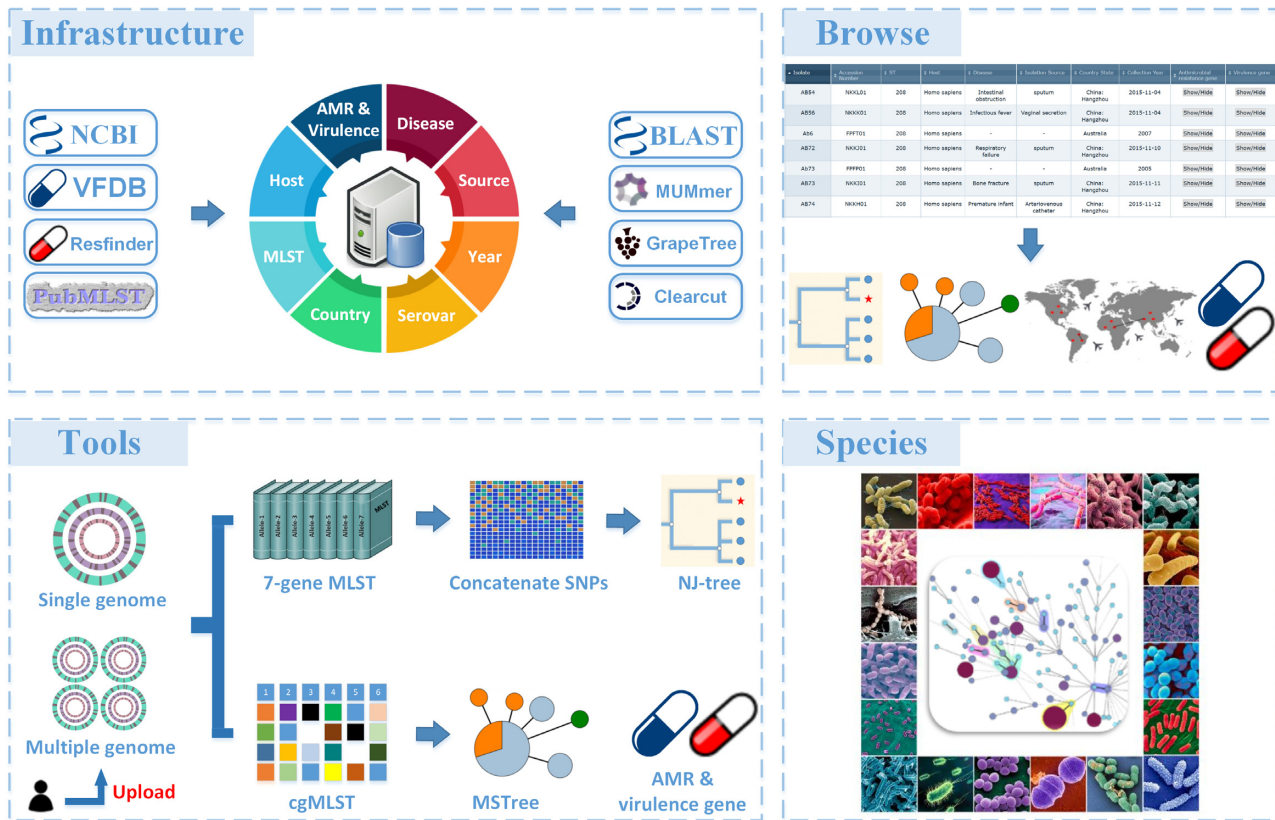 Infrastructure
NCBI
VFDB
Resfinder
PubMLST
AMR &
Virulence
Disease
Source
Year
Serovar
Country
MLST
Host
BLAST
MUMmer
GrapeTree
Clearcut
Browse
Isolate Accession Number ST Host Disease Isolation Source Country State Collection Year Antimicrobial resistance gene Virulence gene
AB54 NKKL01 208 Homo sapiens Intestinal obstruction sputum China: Hangzhou 2015-11-04 Show/Hide Show/Hide
AB56 NKKK01 208 Homo sapiens Infectious fever Vaginal secretion China: Hangzhou 2015-11-04 Show/Hide Show/Hide
Ab6 FPFT01 208 Homo sapiens - - Australia 2007 Show/Hide Show/Hide
AB72 NKKJ01 208 Homo sapiens Respiratory failure sputum China: Hangzhou 2015-11-10 Show/Hide Show/Hide
Ab73 FPFP01 208 Homo sapiens - - Australia 2005 Show/Hide Show/Hide
AB73 NKKI01 208 Homo sapiens Bone fracture sputum China: Hangzhou 2015-11-11 Show/Hide Show/Hide
AB74 NKKH01 208 Homo sapiens Premature infant Arteriovenous catheter China: Hangzhou 2015-11-12 Show/Hide Show/Hide
Tools
Single genome
Multiple genome
Upload
Allele-1 Allele-2 Allele-3 Allele-4 Allele-5 Allele-6 Allele-7 MLST
7-gene MLST
Concatenate SNPs
NJ-tree
1 2 3 4 5 6
cgMLST
MSTree
AMR &
virulence gene
Species